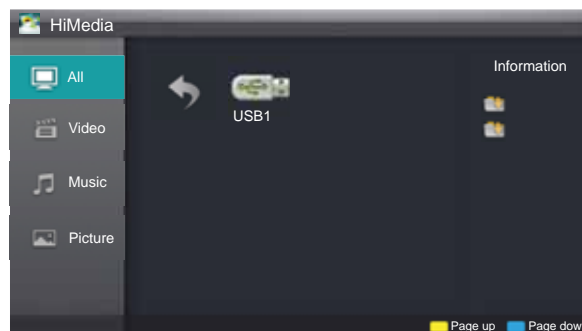 HiMedia
All
Video
Music
Picture
USB1
Information
Page up Page dow